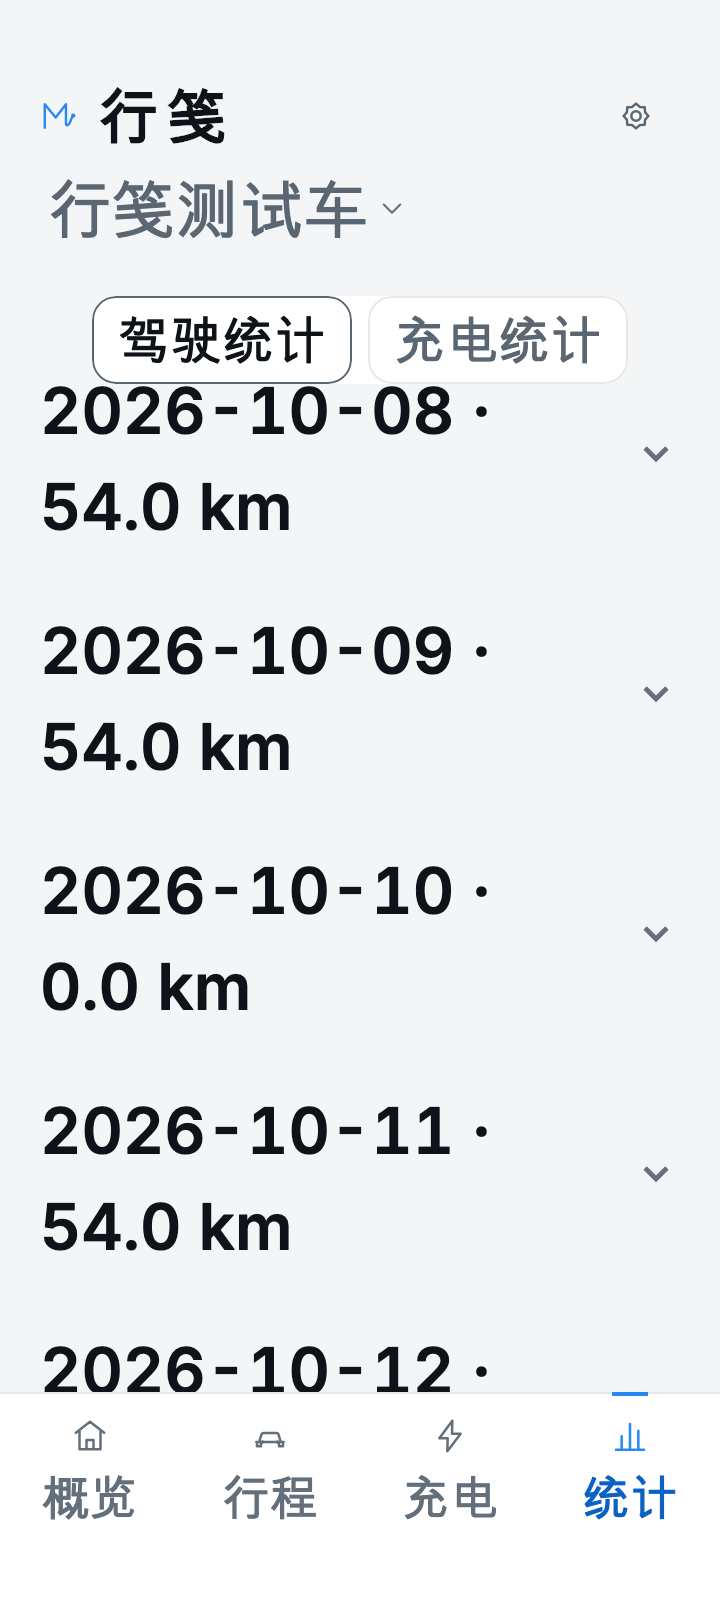 行笺
行笺测试车
驾驶统计 充电统计
2026-10-08 ·
54.0 km
2026-10-09 ·
54.0 km
2026-10-10 ·
0.0 km
2026-10-11 ·
54.0 km
2026-10-12 ·
概览 行程 充电 统计